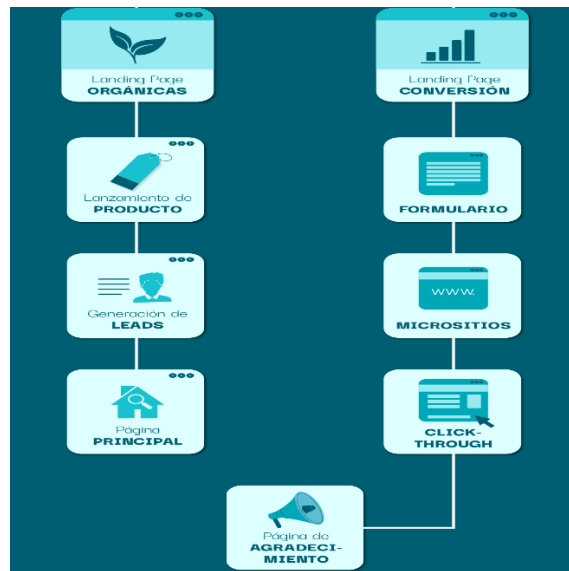 Landing Page
ORGÁNICAS
Landing Page
CONVERSIÓN
Lanzamiento de
PRODUCTO
FORMULARIO
Generación de
LEADS
www.
MICROSITIOS
Página
PRINCIPAL
CLICK-
THROUGH
Página de
AGRADECI-
MIENTO